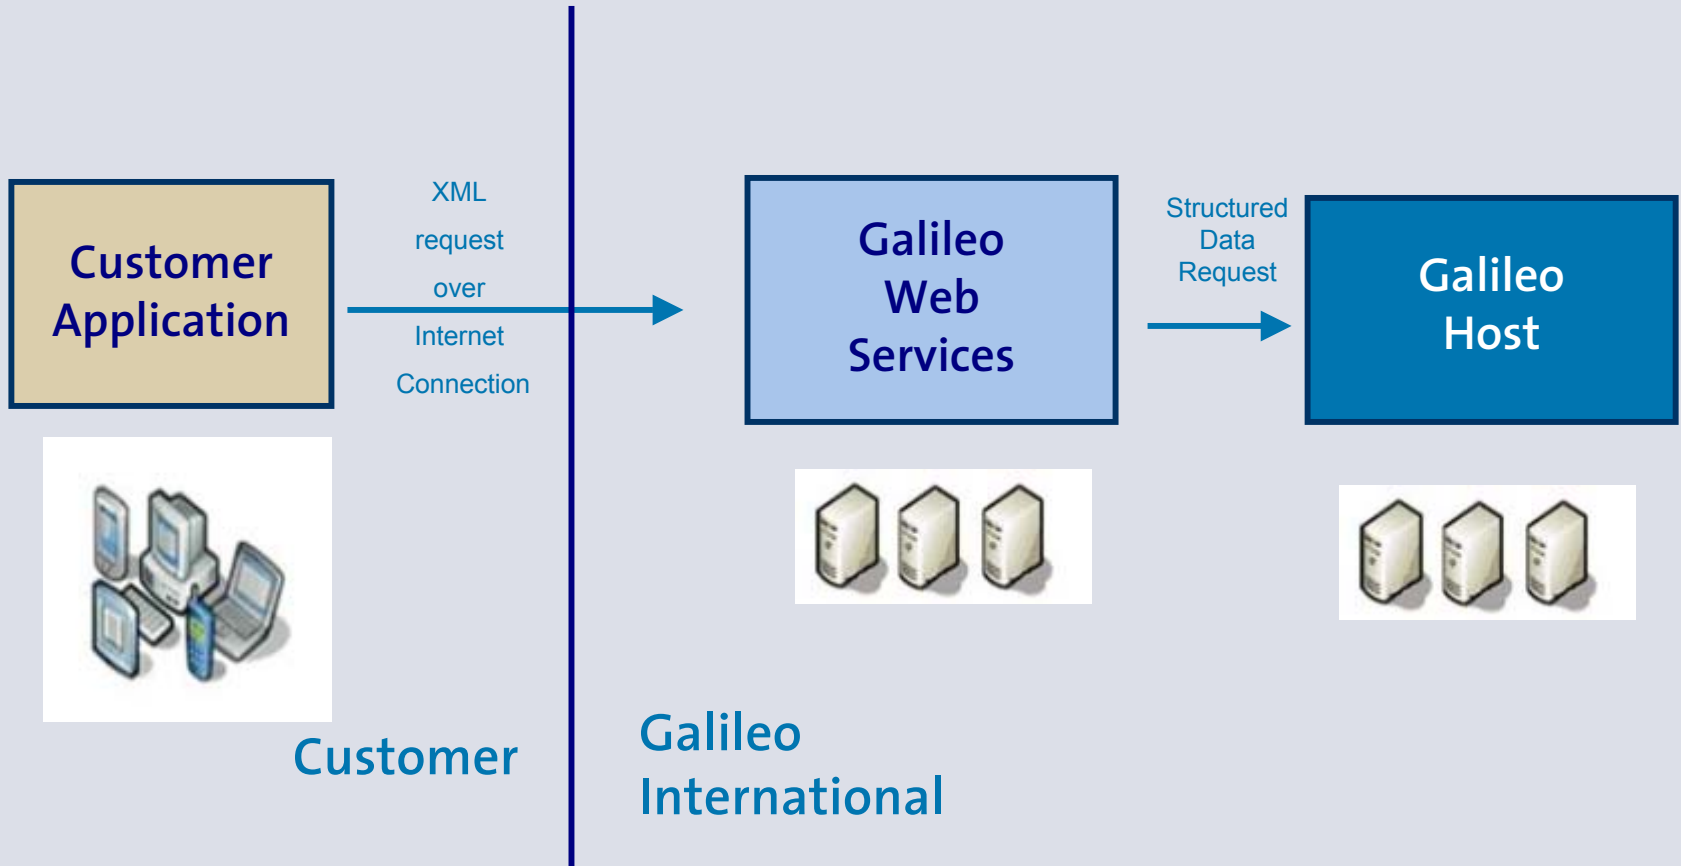 Customer
Application
XML
request
over
Internet
Connection
Galileo
Web
Services
Structured
Data
Request
Galileo
Host
Customer
Galileo
International